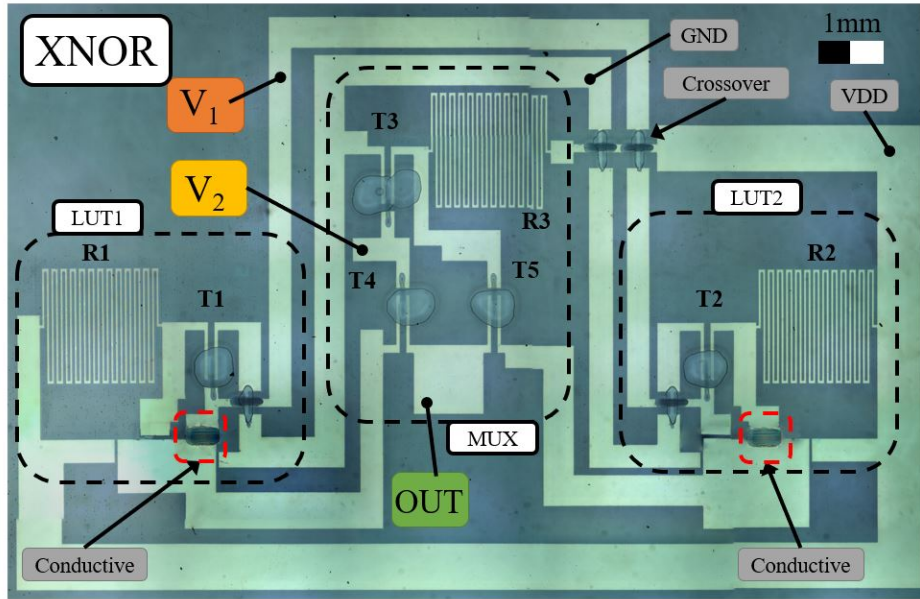 XNOR
1mm
GND
V1
Crossover
VDD
T3
V2
LUT1
LUT2
R3
R1
R2
T4
T5
T1
T2
MUX
OUT
Conductive
Conductive